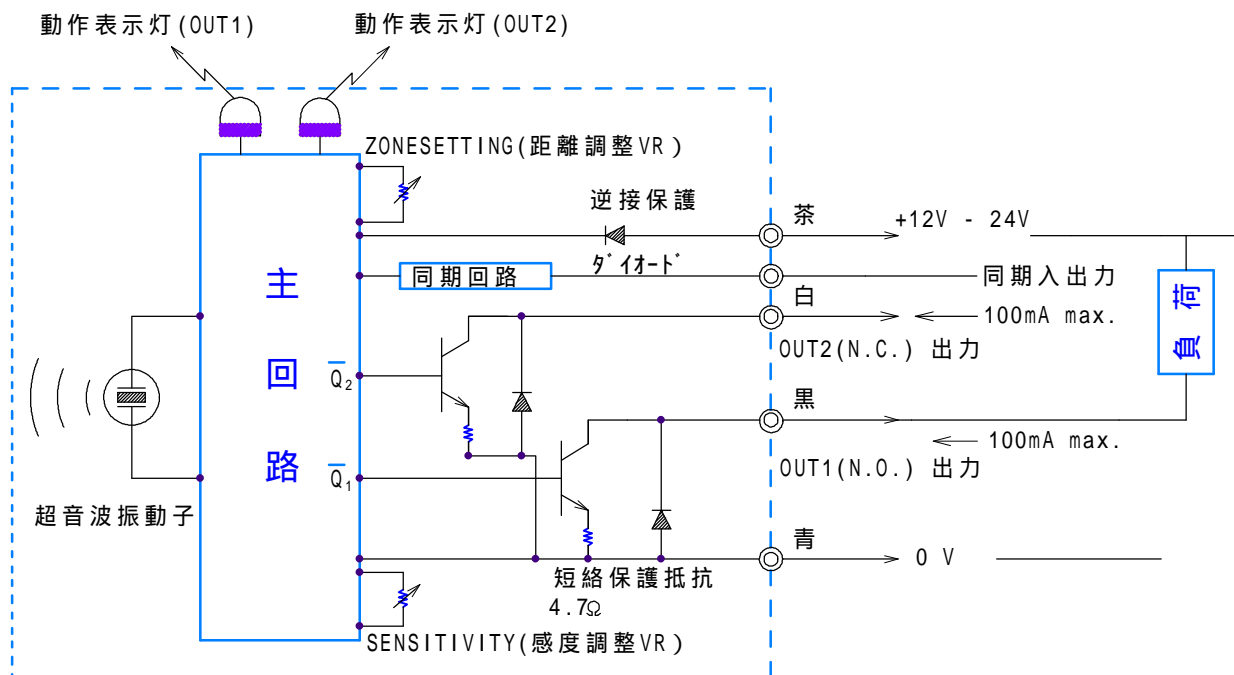 動作表示灯(OUT1)
動作表示灯(OUT2)
ZONESETTING(距離調整VR)
逆接保護
ダイオード
茶
+12V - 24V
同期回路
同期入出力
白
100mA max.
OUT2(N.C.) 出力
負荷
主回路
Q̅2
黒
100mA max.
OUT1(N.O.) 出力
Q̅1
超音波振動子
青
0 V
短絡保護抵抗
4.7Ω
SENSITIVITY(感度調整VR)